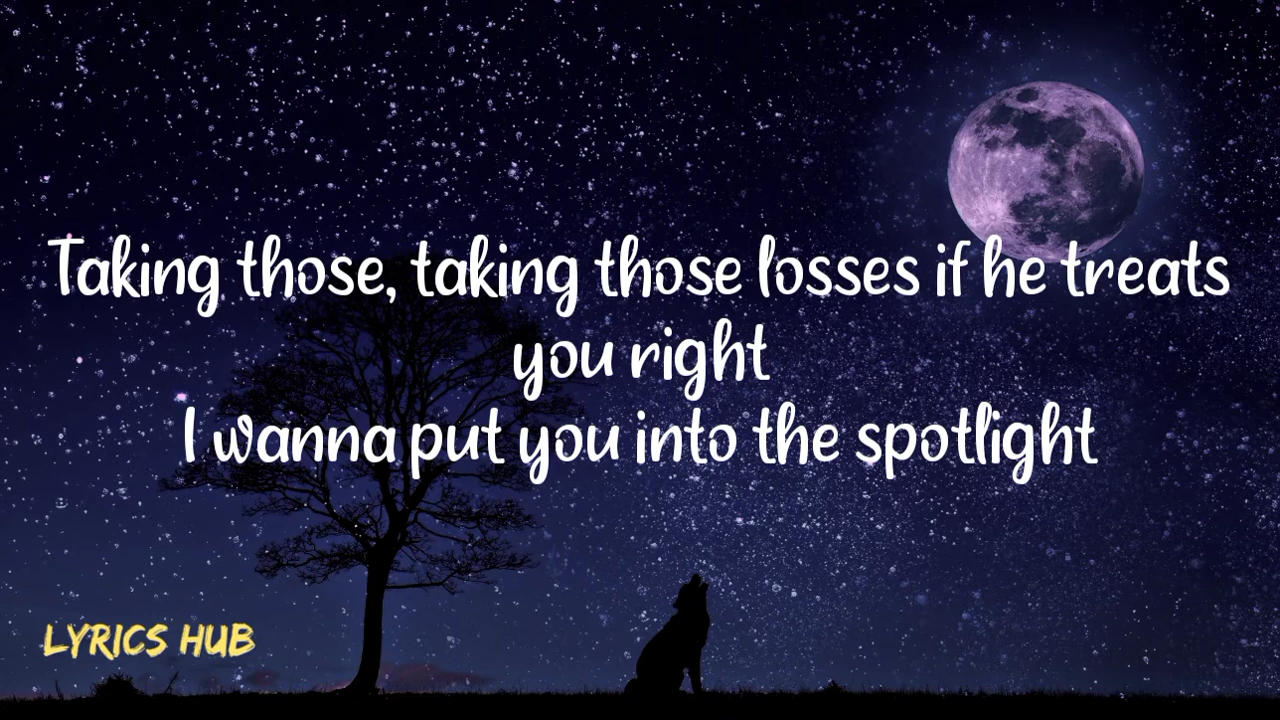 Taking those, taking those losses if he treats
you right
I wanna put you into the spotlight
LYRICS HUB